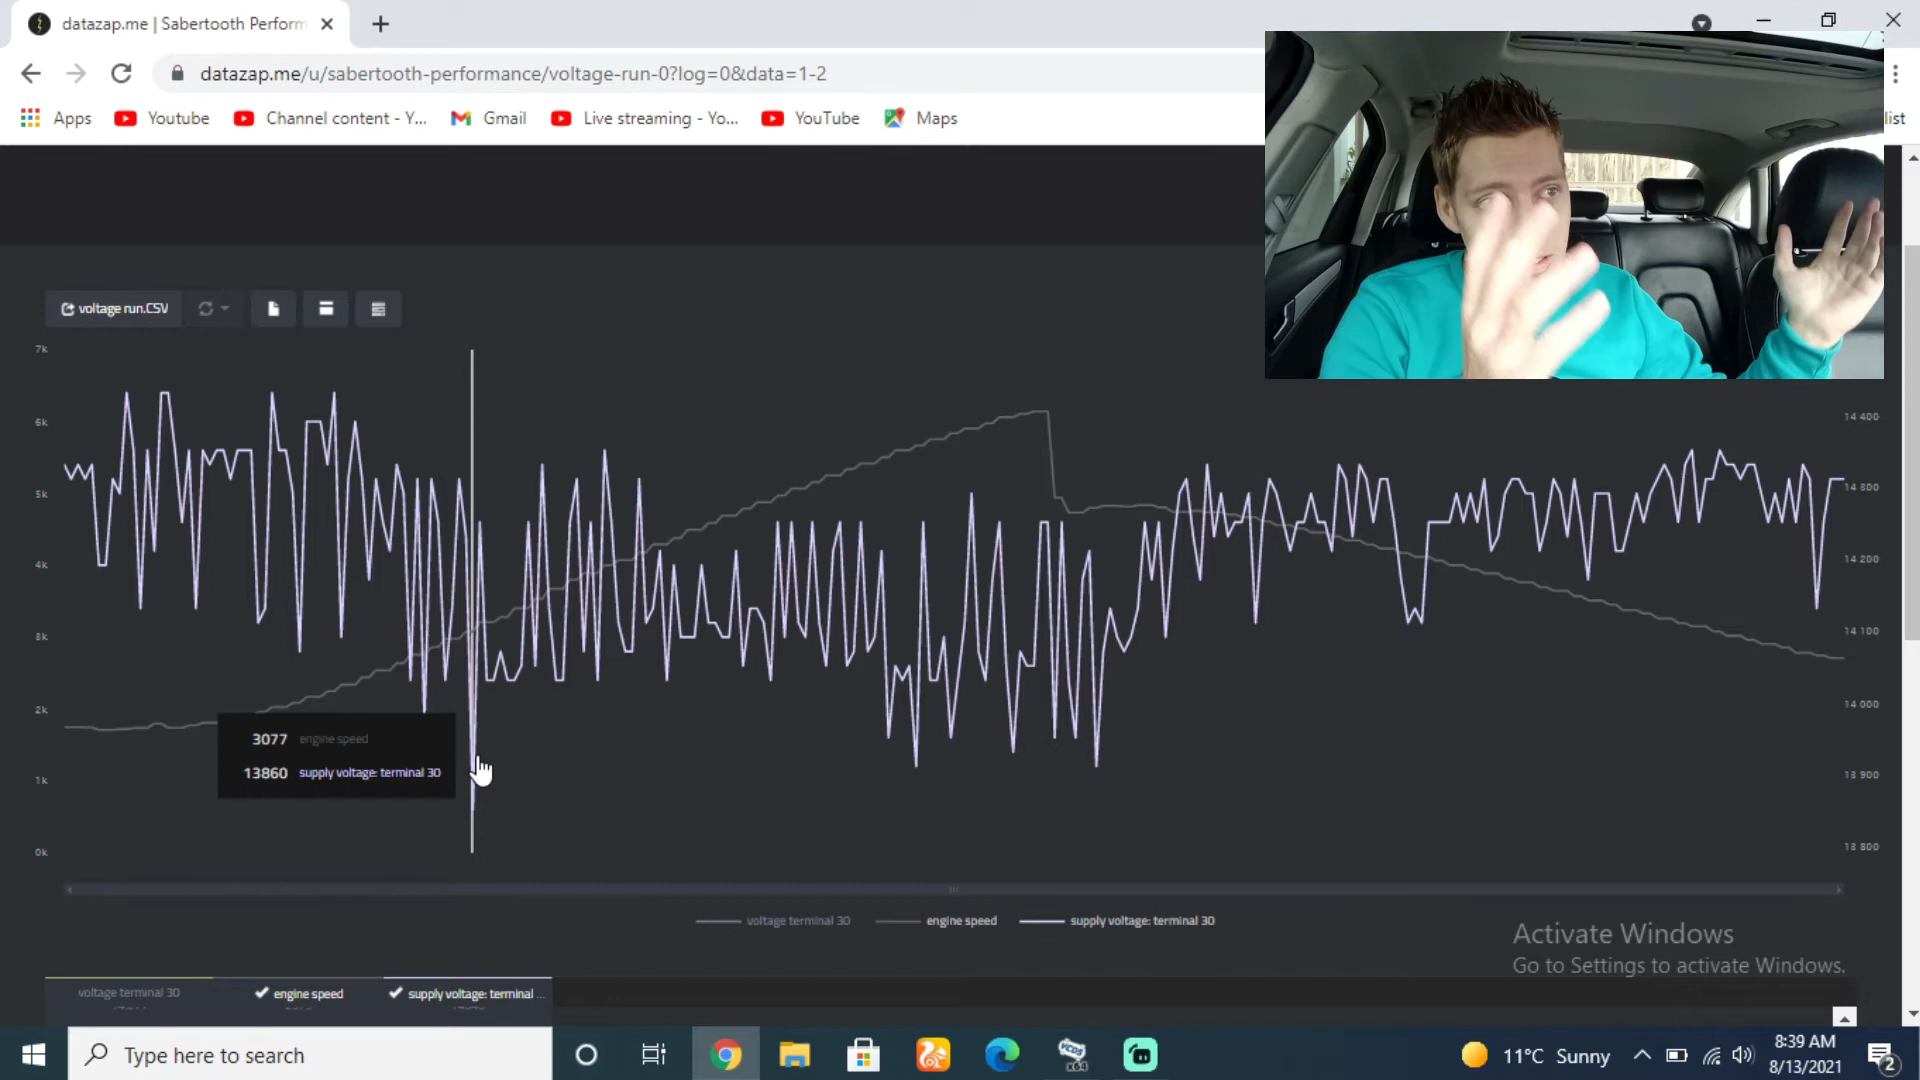 datazap.me | Sabertooth Perform
datazap.me/u/sabertooth-performance/voltage-run-0?log=0&data=1-2
Apps Youtube Channel content - Y... Gmail Live streaming - Yo... YouTube Maps
list
voltage run.CSV
7k
6k
5k
4k
3k
2k
1k
0k
14 400
14 300
14 200
14 100
14 000
13 900
13 800
3077 engine speed
13860 supply voltage: terminal 30
voltage terminal 30 engine speed supply voltage: terminal 30
Activate Windows
Go to Settings to activate Windows.
voltage terminal 30 engine speed supply voltage: terminal ...
Type here to search
11°C Sunny
8:39 AM
8/13/2021
2